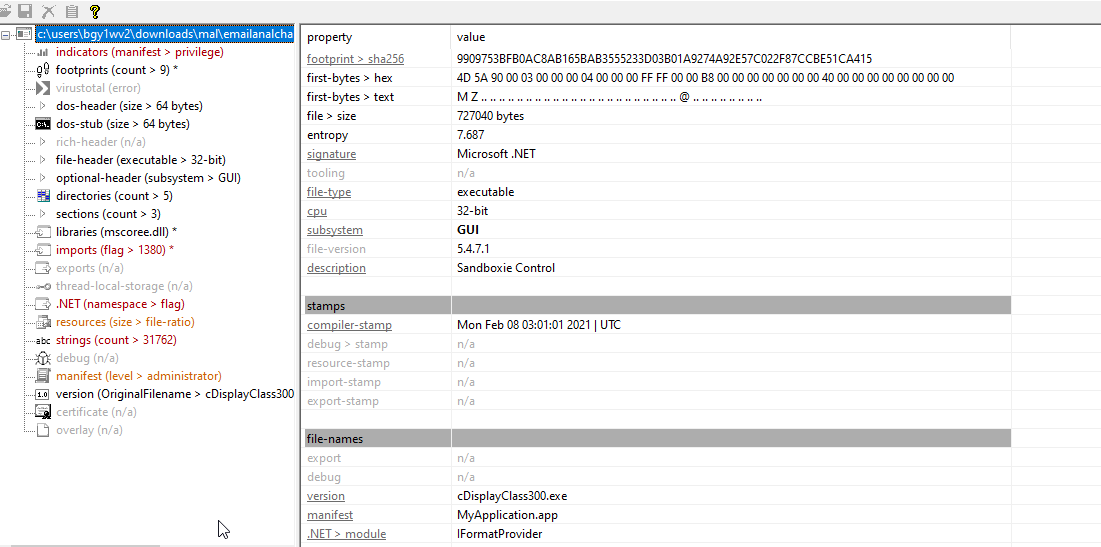 c:\users\bgy1wv2\downloads\mal\emailanalcha
indicators (manifest > privilege)
footprints (count > 9) *
virustotal (error)
dos-header (size > 64 bytes)
dos-stub (size > 64 bytes)
rich-header (n/a)
file-header (executable > 32-bit)
optional-header (subsystem > GUI)
directories (count > 5)
sections (count > 3)
libraries (mscoree.dll) *
imports (flag > 1380) *
exports (n/a)
thread-local-storage (n/a)
.NET (namespace > flag)
resources (size > file-ratio)
abc strings (count > 31762)
debug (n/a)
manifest (level > administrator)
1.0 version (OriginalFilename > cDisplayClass300
certificate (n/a)
overlay (n/a)
property value
footprint > sha256 9909753BFB0AC8AB165BAB3555233D03B01A9274A92E57C022F87CCBE51CA415
first-bytes > hex 4D 5A 90 00 03 00 00 00 04 00 00 00 FF FF 00 00 B8 00 00 00 00 00 00 00 40 00 00 00 00 00 00 00 00
first-bytes > text M Z .. .. .. .. .. .. .. .. .. .. .. .. .. .. .. .. .. .. .. .. .. .. @ .. .. .. .. .. .. .. ..
file > size 727040 bytes
entropy 7.687
signature Microsoft .NET
tooling n/a
file-type executable
cpu 32-bit
subsystem GUI
file-version 5.4.7.1
description Sandboxie Control
stamps
compiler-stamp Mon Feb 08 03:01:01 2021 | UTC
debug > stamp n/a
resource-stamp n/a
import-stamp n/a
export-stamp n/a
file-names
export n/a
debug n/a
version cDisplayClass300.exe
manifest MyApplication.app
.NET > module IFormatProvider